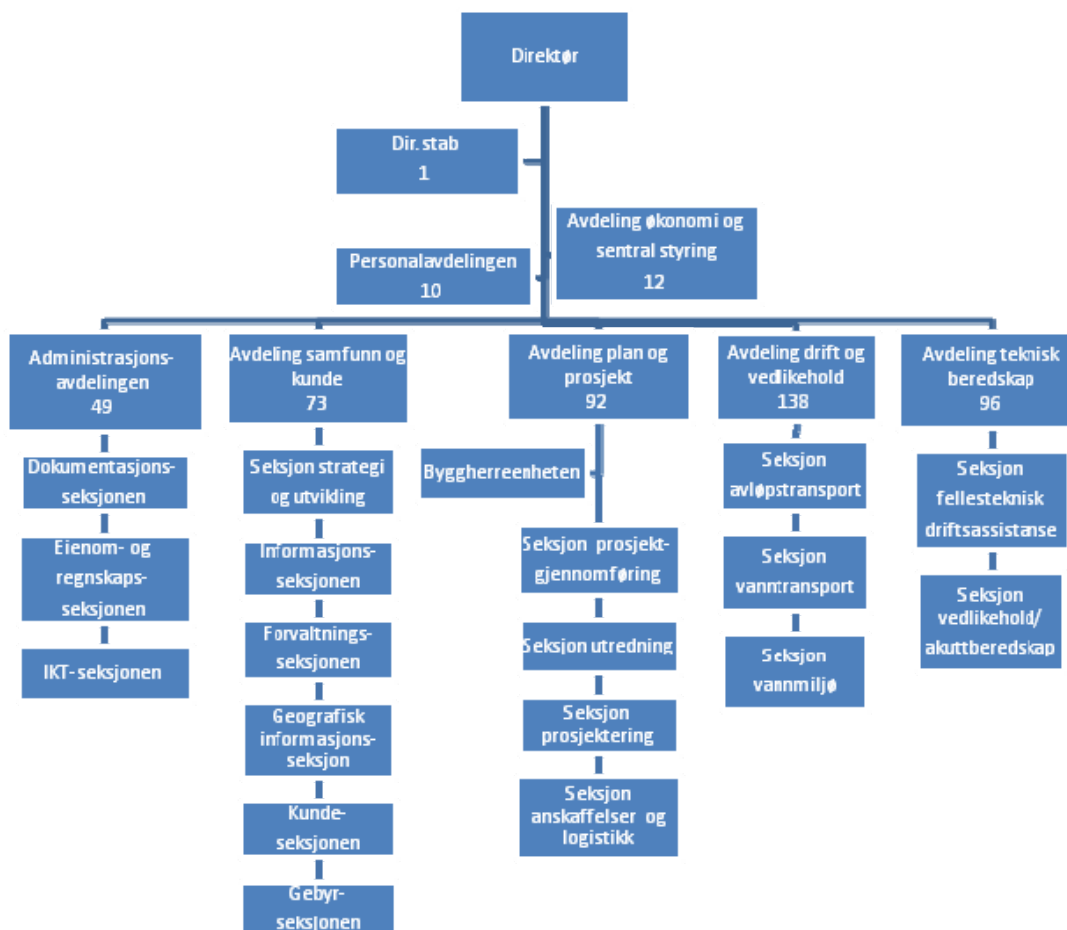 Direktør
Dir. stab
1
Avdeling økonomi og
sentral styring
12
Personalavdelingen
10
Administrasjons-
avdelingen
49
Avdeling samfunn og
kunde
73
Avdeling plan og
prosjekt
92
Avdeling drift og
vedlikehold
138
Avdeling teknisk
beredskap
96
Dokumentasjons-
seksjonen
Eienom- og
regnskaps-
seksjonen
IKT-seksjonen
Seksjon strategi
og utvikling
Informasjons-
seksjonen
Forvaltnings-
seksjonen
Geografisk
informasjons-
seksjon
Kunde-
seksjonen
Gebyr-
seksjonen
Byggherreenheten
Seksjon prosjekt-
gjennomføring
Seksjon utredning
Seksjon
prosjektering
Seksjon
anskaffelser og
logistikk
Seksjon
avløpstransport
Seksjon
vanntransport
Seksjon
vannmiljø
Seksjon
fellesteknisk
driftsassistanse
Seksjon
vedlikehold/
akuttberedskap